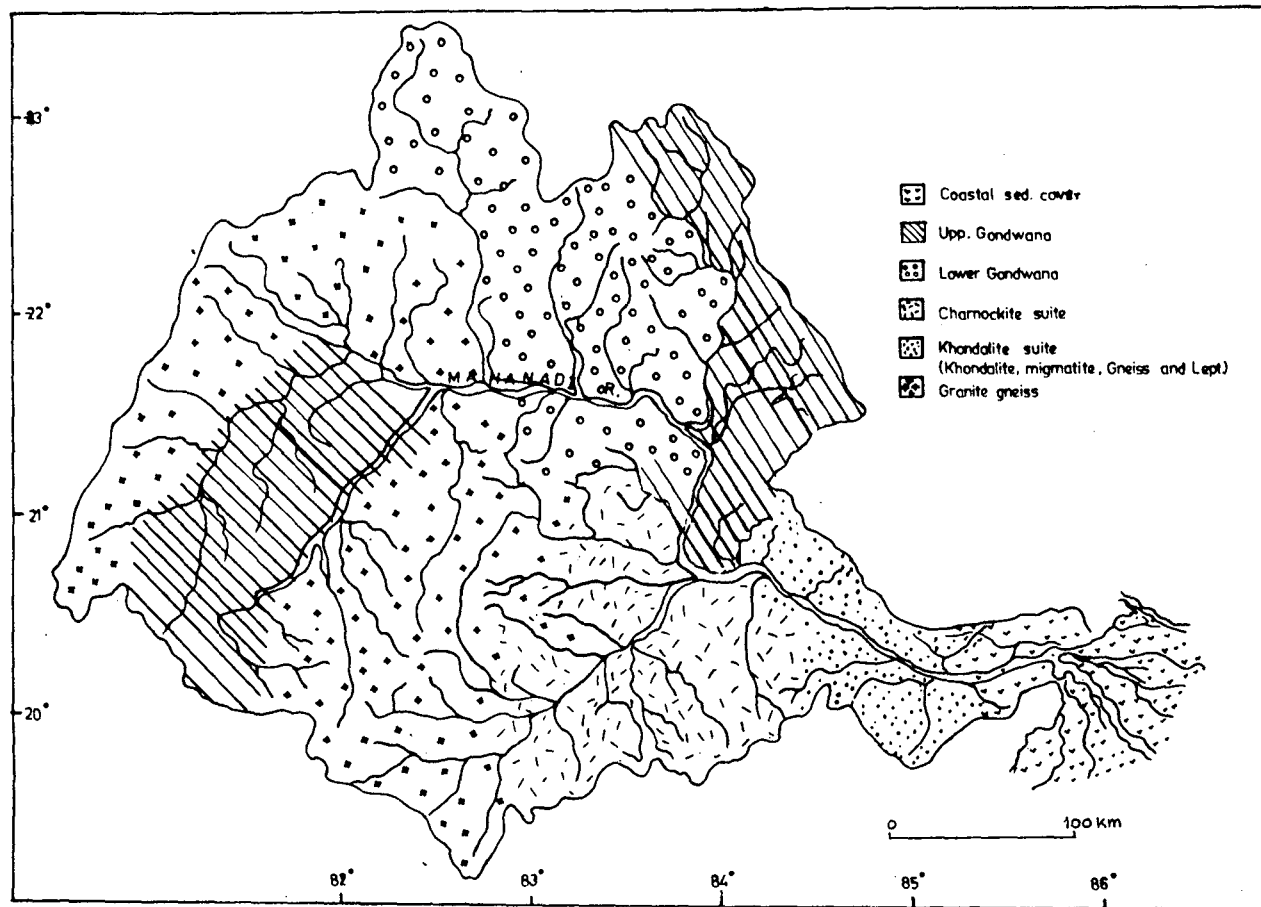 23°
22°
21°
20°
MAHANADI R.
Coastal sed. cover
Upp. Gondwana
Lower Gondwana
Charnockite suite
Khondalite suite
(Khondalite, migmatite, Gneiss and Lept.)
Granite gneiss
0 100 Km
82° 83° 84° 85° 86°